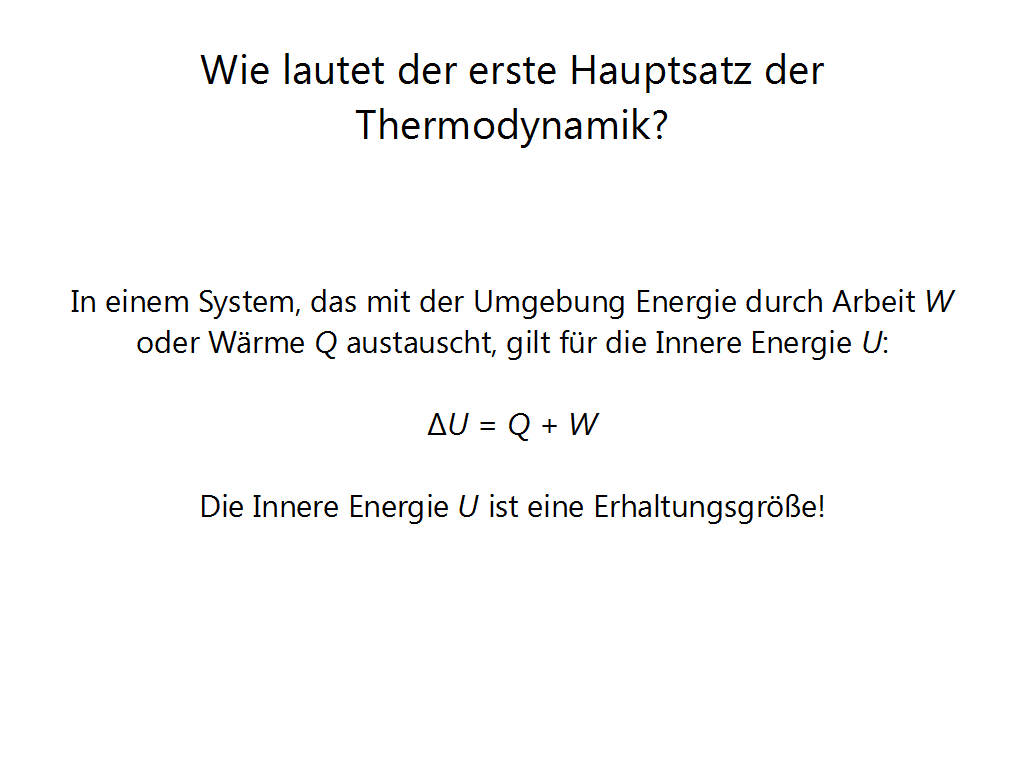 Wie lautet der erste Hauptsatz der
Thermodynamik?
In einem System, das mit der Umgebung Energie durch Arbeit W
oder Wärme Q austauscht, gilt für die Innere Energie U:
ΔU = Q + W
Die Innere Energie U ist eine Erhaltungsgröße!